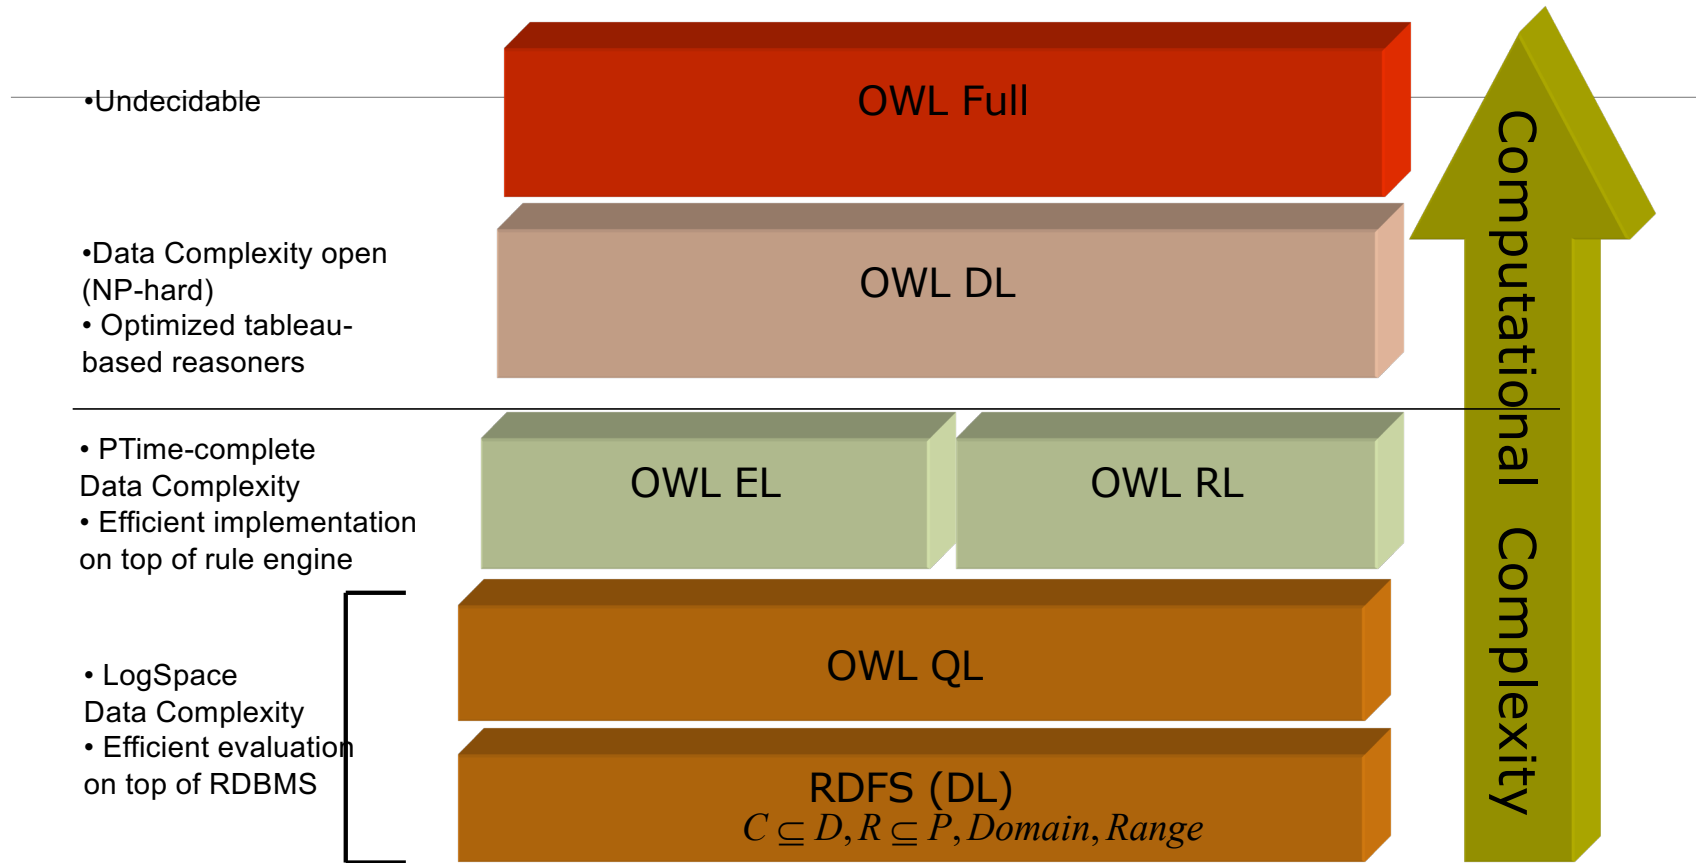 •Undecidable
OWL Full
•Data Complexity open
(NP-hard)
• Optimized tableau-
based reasoners
OWL DL
• PTime-complete
Data Complexity
• Efficient implementation
on top of rule engine
OWL EL
OWL RL
• LogSpace
Data Complexity
• Efficient evaluation
on top of RDBMS
OWL QL
RDFS (DL)
C ⊆ D, R ⊆ P, Domain, Range
Computational Complexity